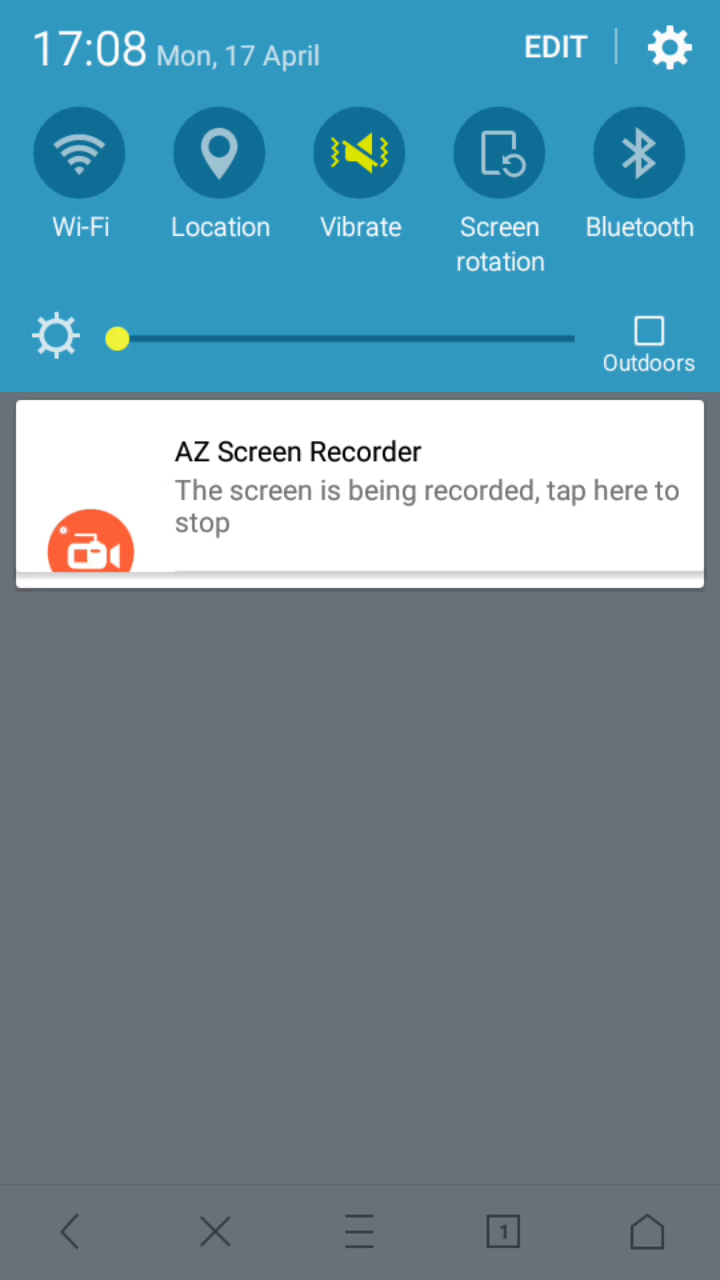 17:08 Mon, 17 April EDIT
Wi-Fi Location Vibrate Screen rotation Bluetooth
Outdoors
AZ Screen Recorder
The screen is being recorded, tap here to
stop
1